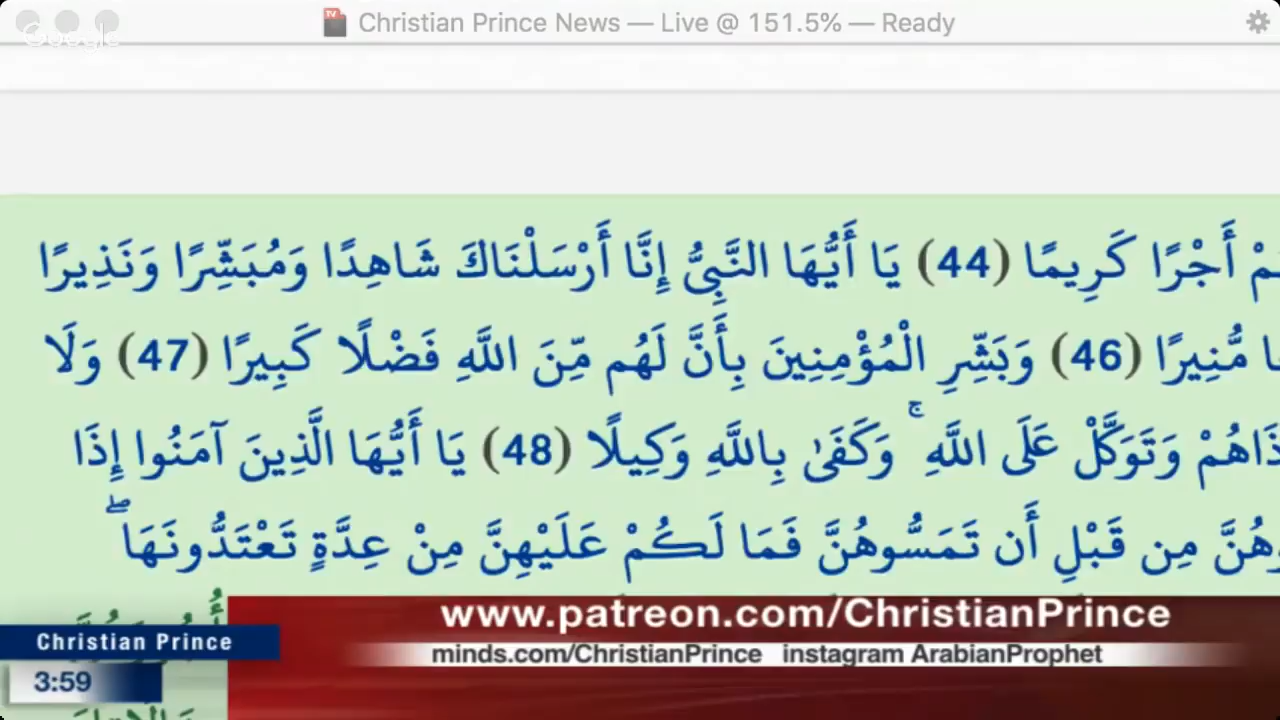 Christian Prince News — Live @ 151.5% — Ready
Google
أَجْرًا كَرِيمًا (44) يَا أَيُّهَا النَّبِيُّ إِنَّا أَرْسَلْنَاكَ شَاهِدًا وَمُبَشِّرًا وَنَذِيرًا
مُّنِيرًا (46) وَبَشِّرِ الْمُؤْمِنِينَ بِأَنَّ لَهُم مِّنَ اللَّهِ فَضْلًا كَبِيرًا (47) وَلَا
وَتَوَكَّلْ عَلَى اللَّهِ ۚ وَكَفَىٰ بِاللَّهِ وَكِيلًا (48) يَا أَيُّهَا الَّذِينَ آمَنُوا إِذَا
مِن قَبْلِ أَن تَمَسُّوهُنَّ فَمَا لَكُمْ عَلَيْهِنَّ مِنْ عِدَّةٍ تَعْتَدُّونَهَا ۖ
www.patreon.com/ChristianPrince
Christian Prince
minds.com/ChristianPrince instagram ArabianProphet
3:59